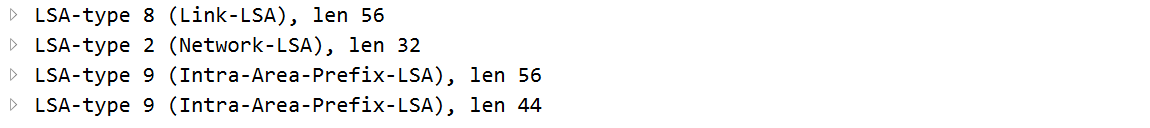 LSA-type 8 (Link-LSA), len 56
LSA-type 2 (Network-LSA), len 32
LSA-type 9 (Intra-Area-Prefix-LSA), len 56
LSA-type 9 (Intra-Area-Prefix-LSA), len 44